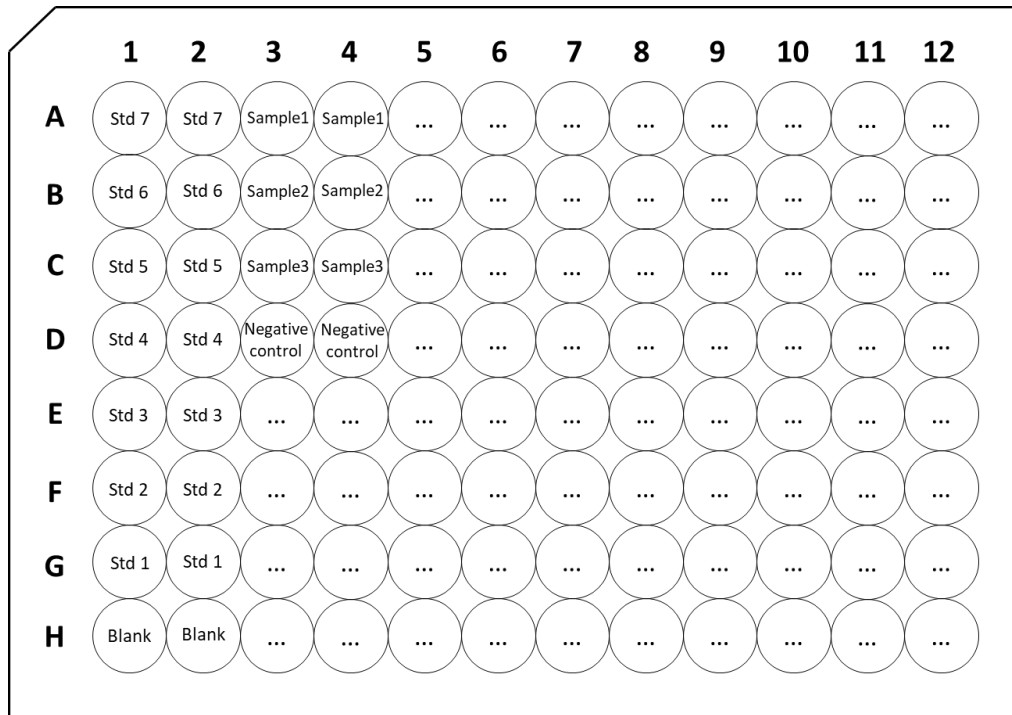 1 2 3 4 5 6 7 8 9 10 11 12
A Std 7 Std 7 Sample1 Sample1 ... ... ... ... ... ... ... ...
B Std 6 Std 6 Sample2 Sample2 ... ... ... ... ... ... ... ...
C Std 5 Std 5 Sample3 Sample3 ... ... ... ... ... ... ... ...
D Std 4 Std 4 Negative control Negative control ... ... ... ... ... ... ... ...
E Std 3 Std 3 ... ... ... ... ... ... ... ... ... ...
F Std 2 Std 2 ... ... ... ... ... ... ... ... ... ...
G Std 1 Std 1 ... ... ... ... ... ... ... ... ... ...
H Blank Blank ... ... ... ... ... ... ... ... ... ...